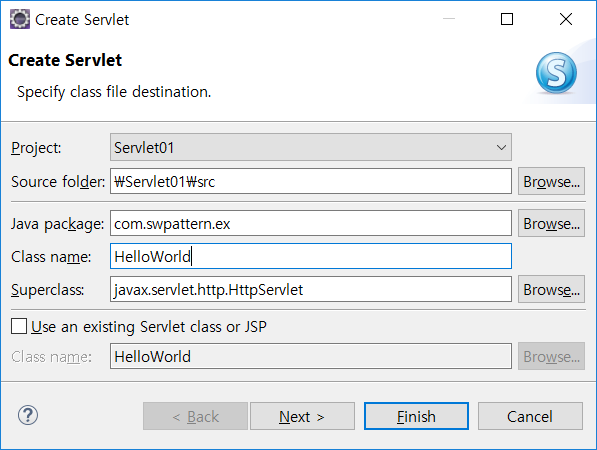 Create Servlet
Create Servlet
Specify class file destination.
Project: Servlet01
Source folder: ₩Servlet01₩src Browse...
Java package: com.swpattern.ex Browse...
Class name: HelloWorld
Superclass: javax.servlet.http.HttpServlet Browse...
Use an existing Servlet class or JSP
Class name: HelloWorld Browse...
? < Back Next > Finish Cancel